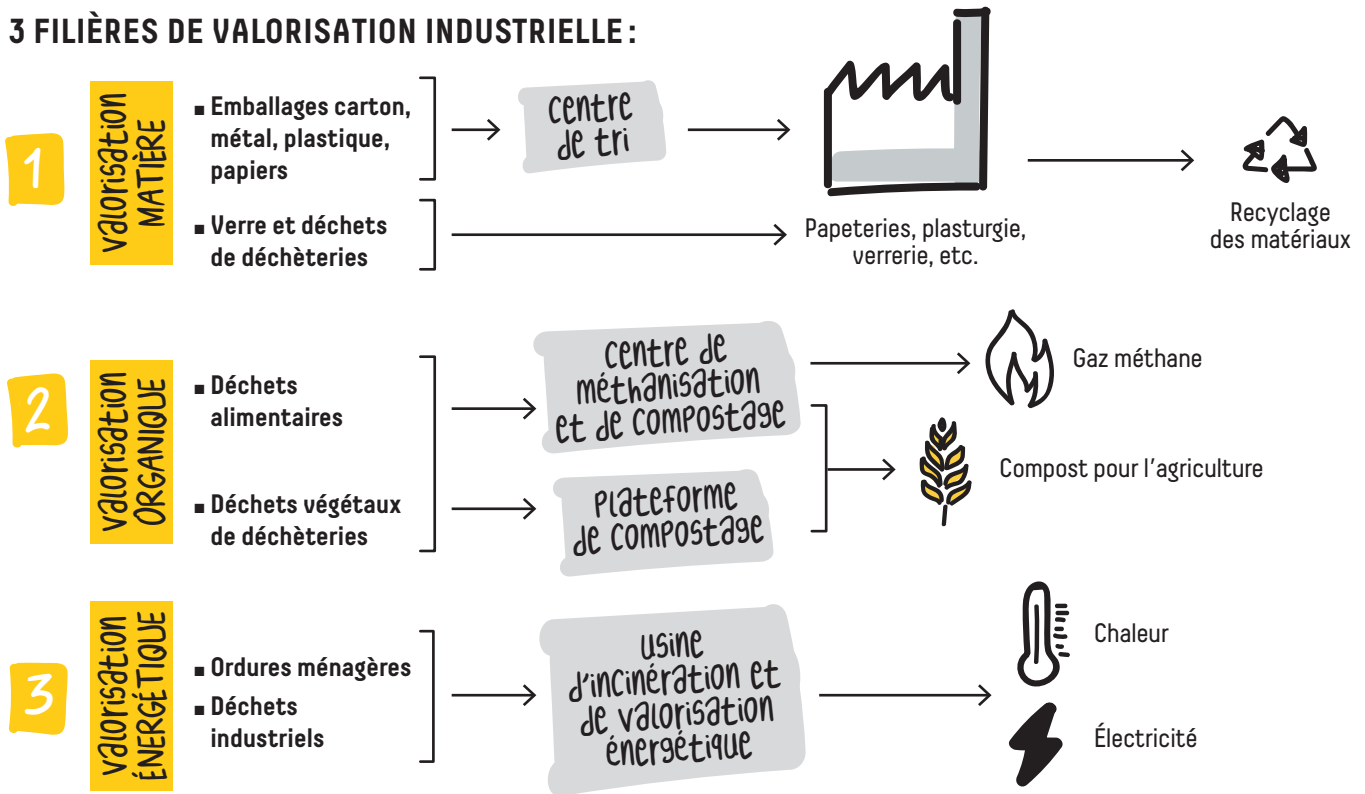 3 FILIÈRES DE VALORISATION INDUSTRIELLE :
1
valorisation
MATIÈRE
▪ Emballages carton,
métal, plastique,
papiers
▪ Verre et déchets
de déchèteries
centre
de tri
Papeteries, plasturgie,
verrerie, etc.
Recyclage
des matériaux
2
valorisation
ORGANIQUE
▪ Déchets
alimentaires
▪ Déchets végétaux
de déchèteries
centre de
méthanisation
et de compostage
plateforme
de compostage
Gaz méthane
Compost pour l'agriculture
3
valorisation
ÉNERGÉTIQUE
▪ Ordures ménagères
▪ Déchets
industriels
usine
d'incinération et
de valorisation
énergétique
Chaleur
Électricité